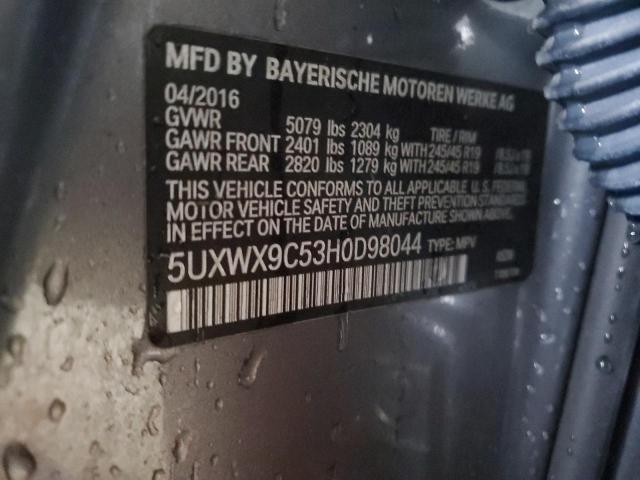 MFD BY BAYERISCHE MOTOREN WERKE AG
04/2016
GVWR 5079 lbs 2304 kg TIRE / RIM
GAWR FRONT 2401 lbs 1089 kg WITH 245/45 R19
GAWR REAR 2820 lbs 1279 kg WITH 245/45 R19
THIS VEHICLE CONFORMS TO ALL APPLICABLE U.S. FEDERAL
MOTOR VEHICLE SAFETY AND THEFT PREVENTION STANDARDS
IN EFFECT ON THE DATE OF MANUFACTURE SHOWN ABOVE.
5UXWX9C53H0D98044 TYPE: MPV